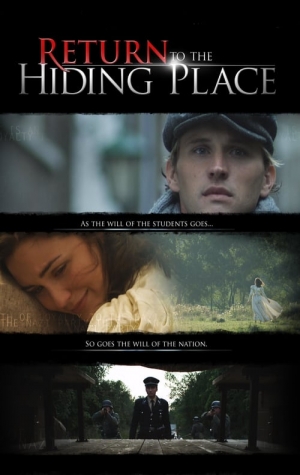 RETURN TO THE
HIDING PLACE
AS THE WILL OF THE STUDENTS GOES...
SO GOES THE WILL OF THE NATION.